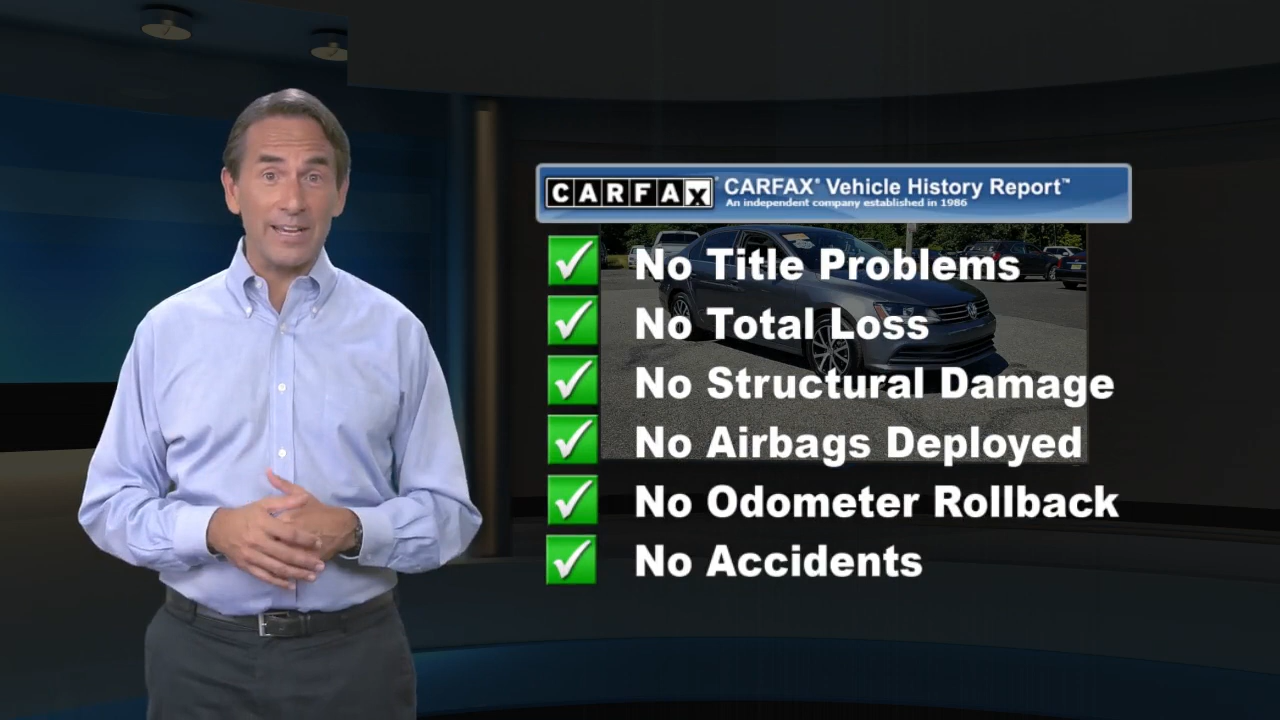 CARFAX® CARFAX® Vehicle History Report™
An independent company established in 1986
No Title Problems
No Total Loss
No Structural Damage
No Airbags Deployed
No Odometer Rollback
No Accidents